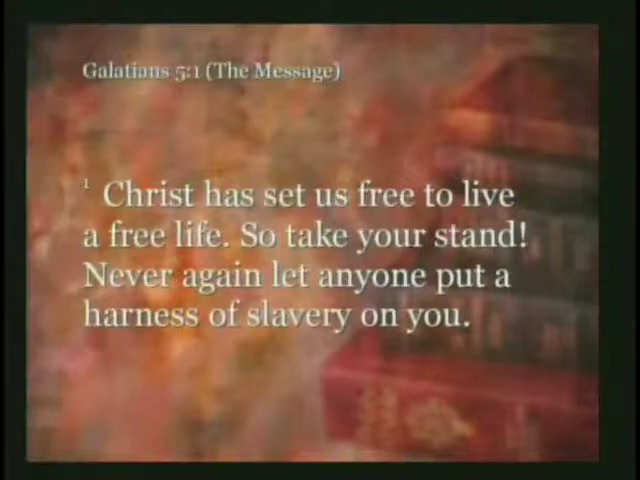 Galatians 5:1 (The Message)
1 Christ has set us free to live
a free life. So take your stand!
Never again let anyone put a
harness of slavery on you.